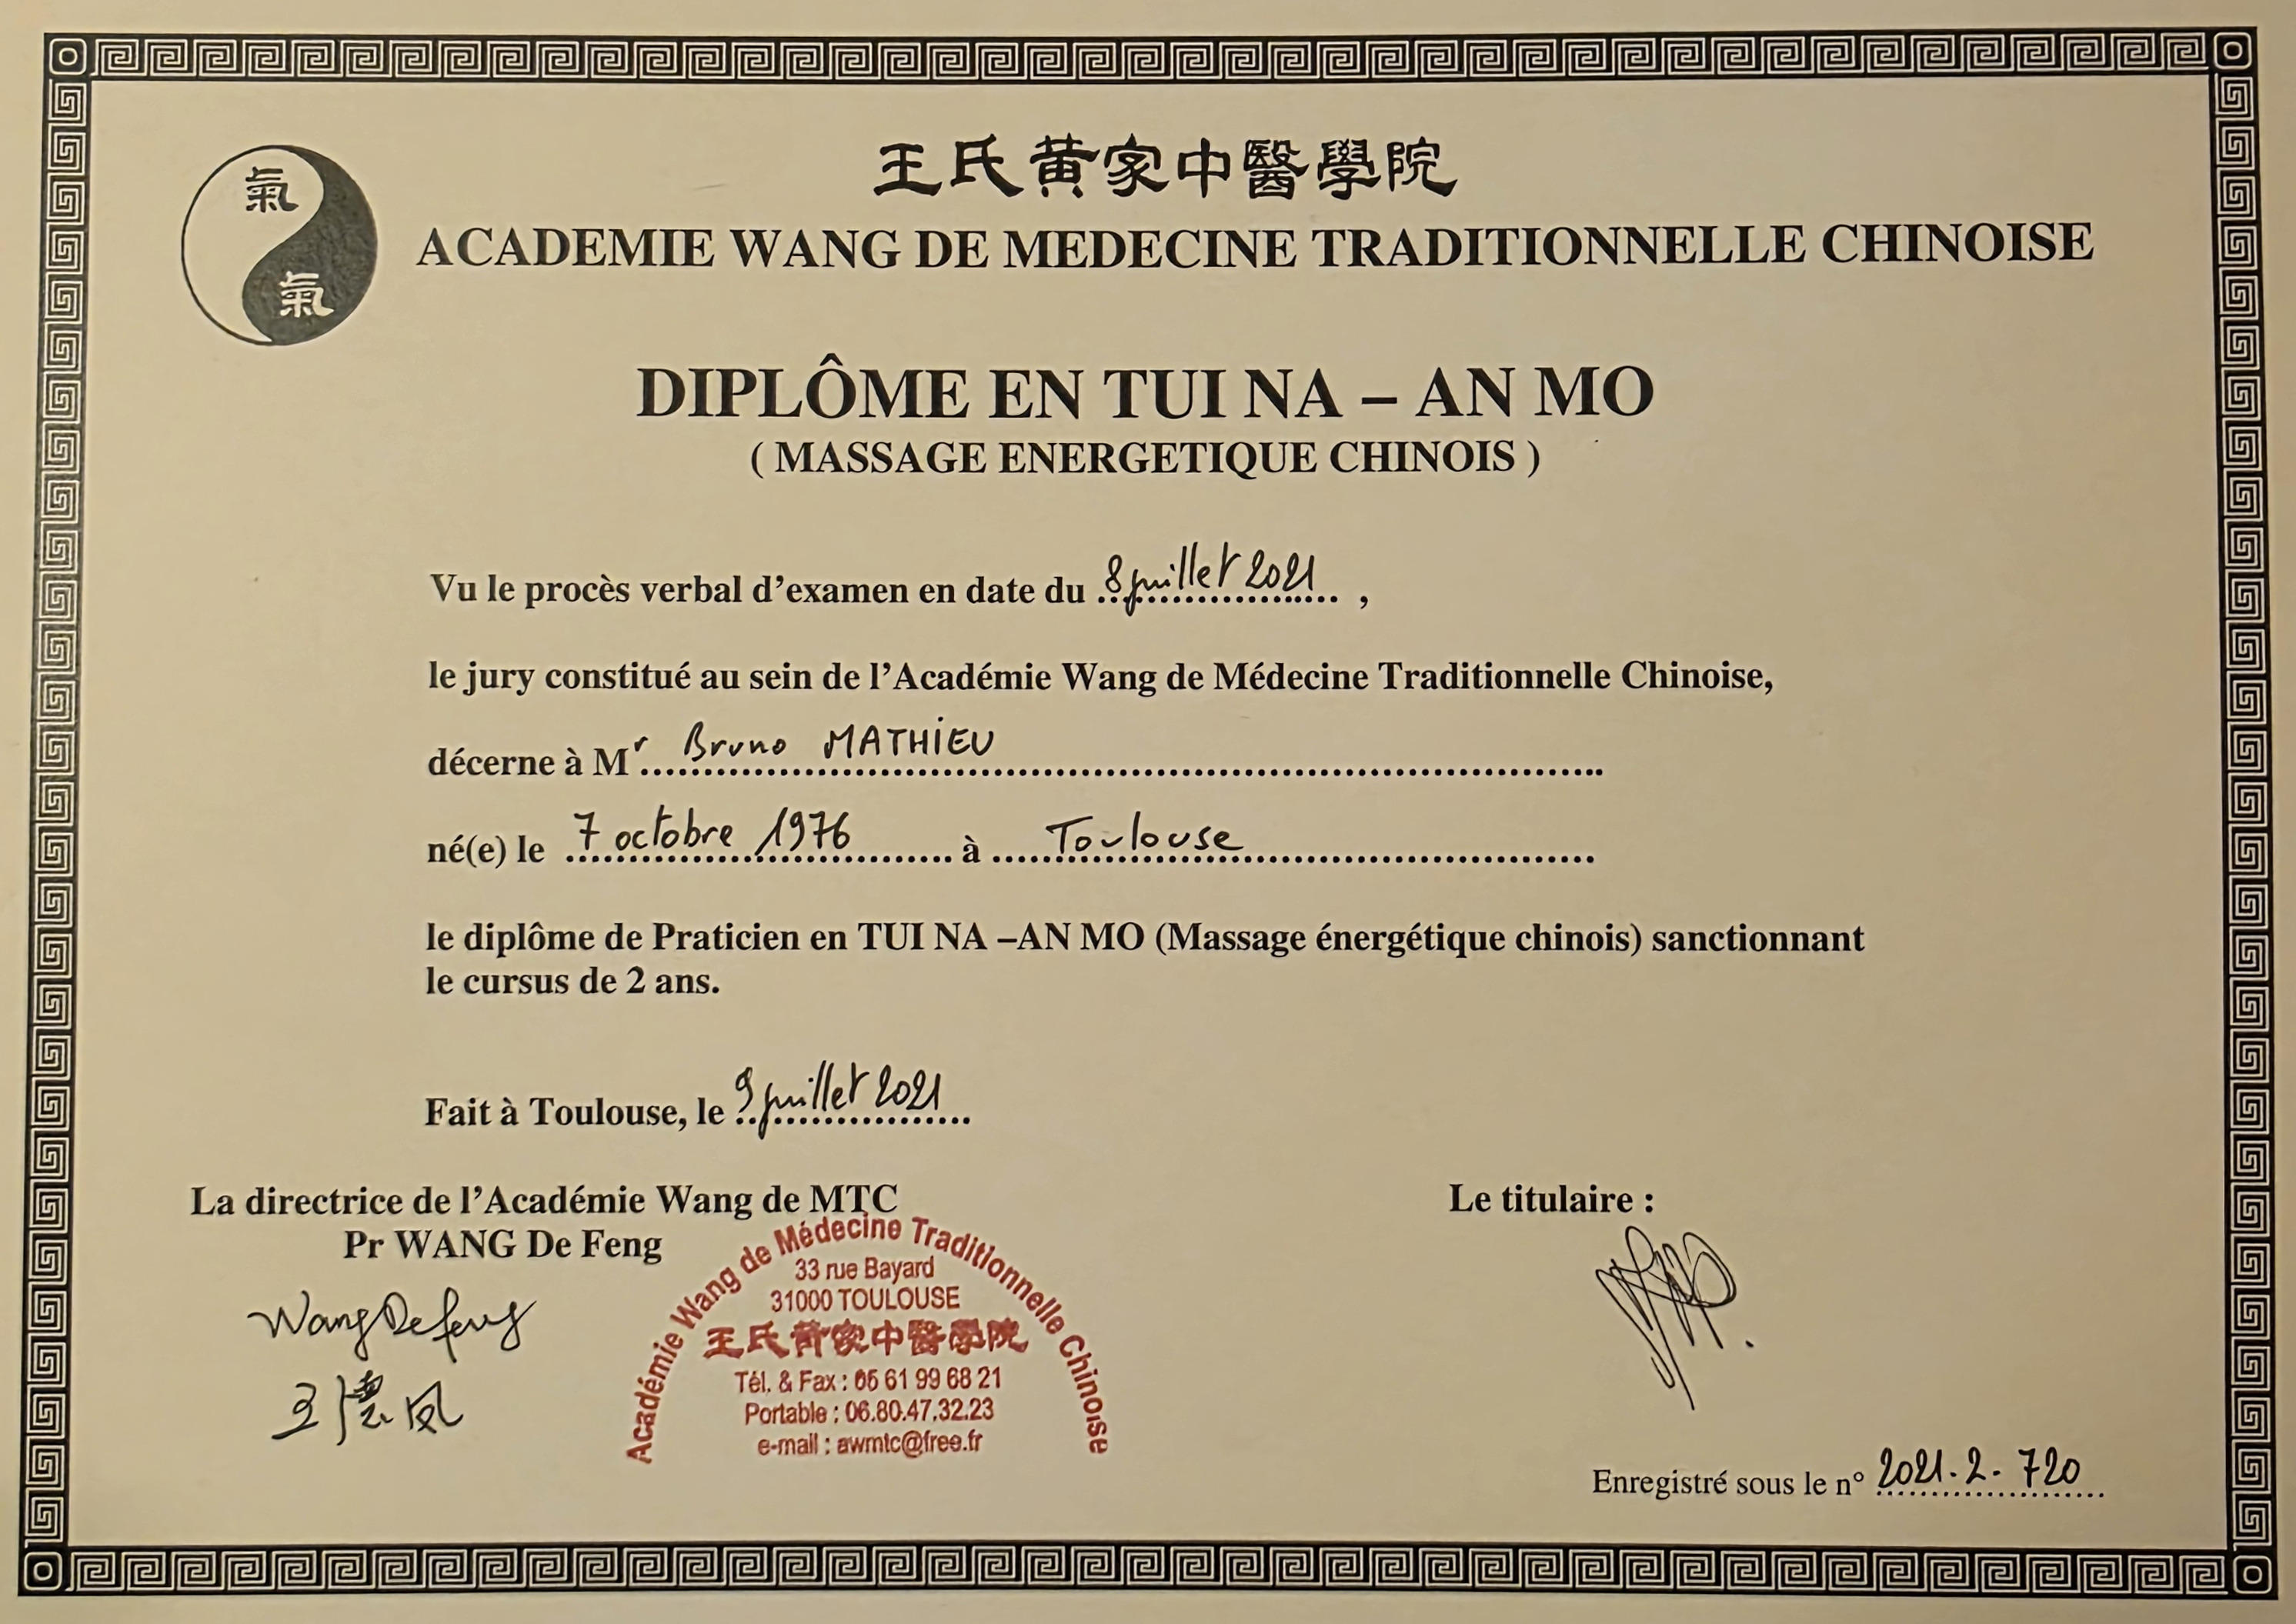 王氏黄家中醫學院
氣
氣
ACADEMIE WANG DE MEDECINE TRADITIONNELLE CHINOISE
DIPLÔME EN TUI NA – AN MO
( MASSAGE ENERGETIQUE CHINOIS )
Vu le procès verbal d'examen en date du 8 juillet 2021 ,
le jury constitué au sein de l'Académie Wang de Médecine Traditionnelle Chinoise,
décerne à Mr Bruno MATHIEU
né(e) le 7 octobre 1976 à Toulouse
le diplôme de Praticien en TUI NA –AN MO (Massage énergétique chinois) sanctionnant
le cursus de 2 ans.
Fait à Toulouse, le 9 juillet 2021
La directrice de l'Académie Wang de MTC
Pr WANG De Feng
Wang De feng
王德凤
Académie Wang de Médecine Traditionnelle Chinoise
33 rue Bayard
31000 TOULOUSE
王氏黄家中醫學院
Tél. & Fax : 05 61 99 68 21
Portable : 06.80.47.32.23
e-mail : awmtc@free.fr
Le titulaire :
Enregistré sous le n° 2021.2.720